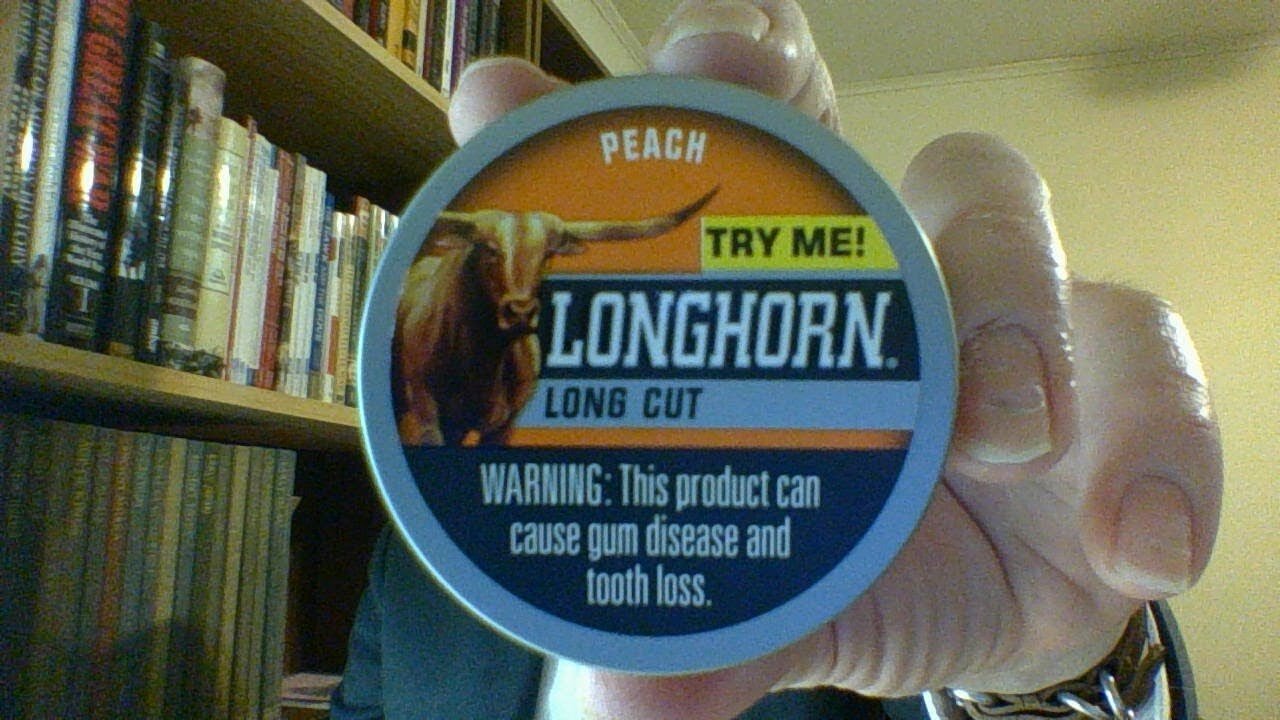 PEACH
TRY ME!
LONGHORN.
LONG CUT
WARNING: This product can
cause gum disease and
tooth loss.